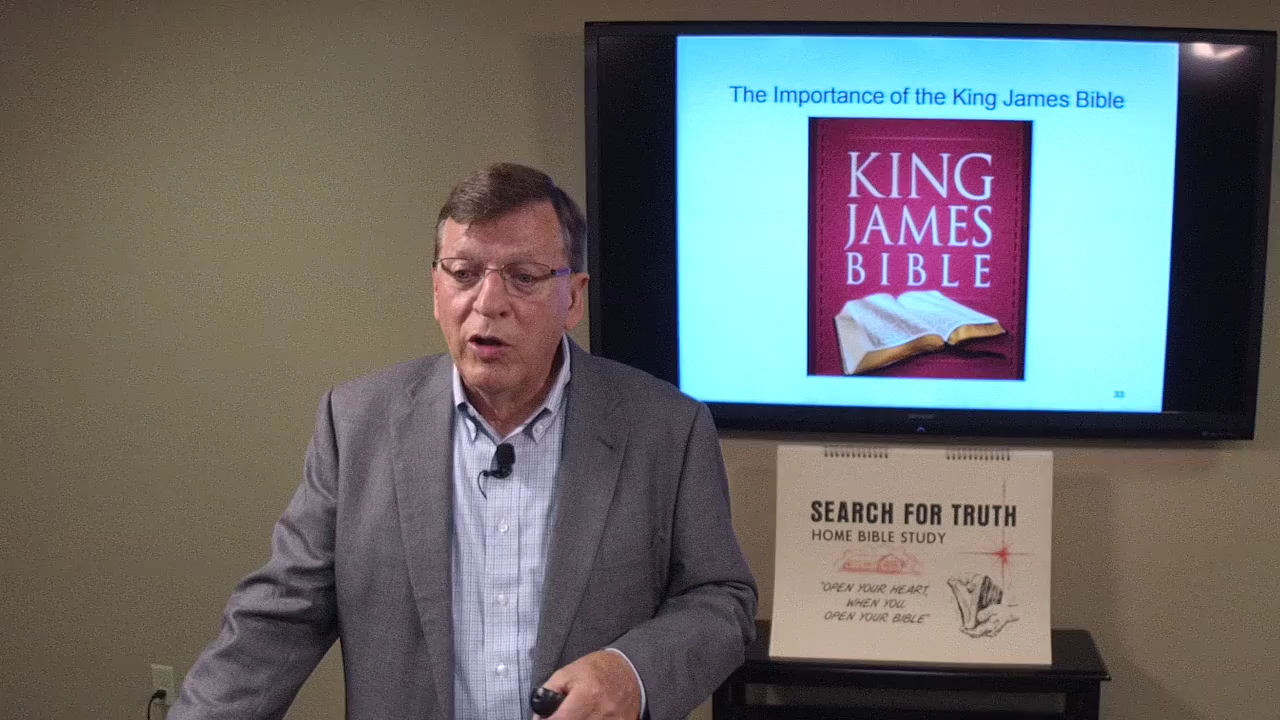 The Importance of the King James Bible
KING
JAMES
BIBLE
33
SEARCH FOR TRUTH
HOME BIBLE STUDY
"OPEN YOUR HEART,
WHEN YOU
OPEN YOUR BIBLE"